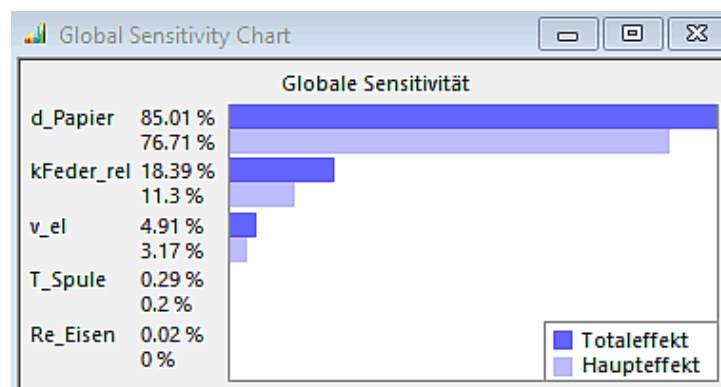 Global Sensitivity Chart
Globale Sensitivität
d_Papier 85.01 %
76.71 %
kFeder_rel 18.39 %
11.3 %
v_el 4.91 %
3.17 %
T_Spule 0.29 %
0.2 %
Re_Eisen 0.02 %
0 %
Totaleffekt
Haupteffekt